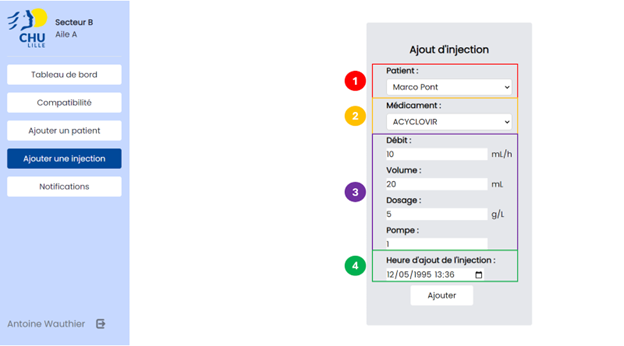 CHU
LILLE
Secteur B
Aile A
Tableau de bord
Compatibilité
Ajouter un patient
Ajouter une injection
Notifications
Antoine Wauthier
Ajout d'injection
1
Patient :
Marco Pont
2
Médicament :
ACYCLOVIR
3
Débit :
10 mL/h
Volume :
20 mL
Dosage :
5 g/L
Pompe :
1
4
Heure d'ajout de l'injection :
12/05/1995 13:36
Ajouter